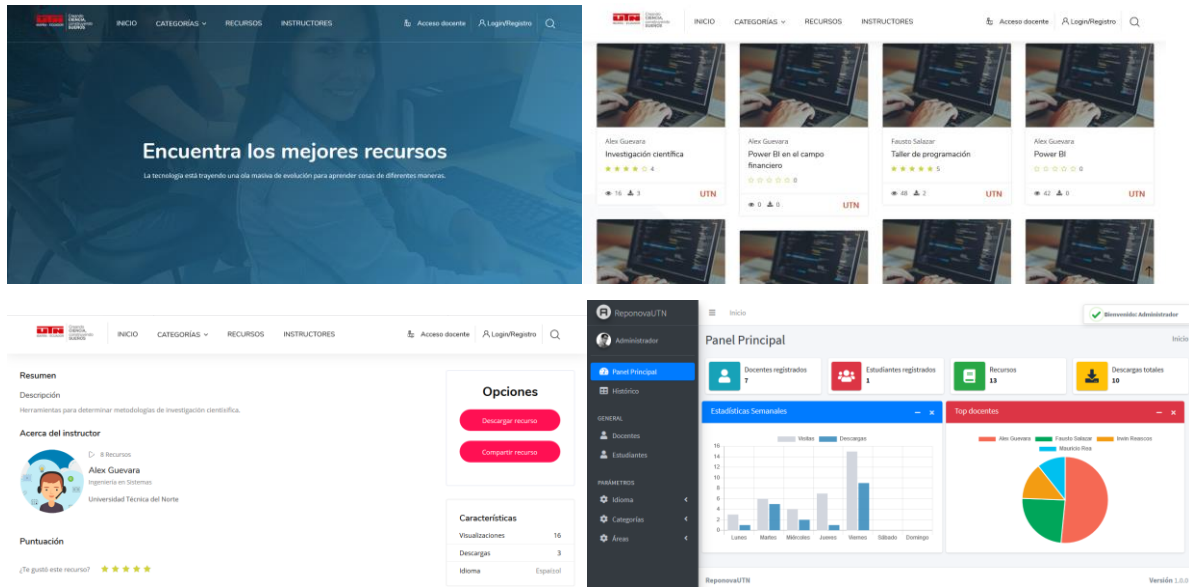 UTN
Creando
CIENCIA,
construyendo
SUEÑOS
INICIO CATEGORÍAS RECURSOS INSTRUCTORES Acceso docente Login/Registro
Encuentra los mejores recursos
La tecnología está trayendo una ola masiva de evolución para aprender cosas de diferentes maneras.
INICIO CATEGORÍAS RECURSOS INSTRUCTORES Acceso docente Login/Registro
Alex Guevara
Investigación científica
4
16 3 UTN
Alex Guevara
Power BI en el campo
financiero
0
0 0 UTN
Fausto Salazar
Taller de programación
5
48 2 UTN
Alex Guevara
Power BI
0
42 0 UTN
INICIO CATEGORÍAS RECURSOS INSTRUCTORES Acceso docente Login/Registro
Resumen
Descripción
Herramientas para determinar metodologías de investigación cientisifica.
Acerca del instructor
8 Recursos
Alex Guevara
Ingeniería en Sistemas
Universidad Técnica del Norte
Puntuación
¿Te gustó este recurso?
Opciones
Descargar recurso
Compartir recurso
Características
Visualizaciones 16
Descargas 3
Idioma Español
ReponovaUTN
Administrador
Panel Principal
Histórico
GENERAL
Docentes
Estudiantes
PARÁMETROS
Idioma
Categorías
Áreas
Inicio
Bienvenido: Administrador
Panel Principal
Inicio
Docentes registrados
7
Estudiantes registrados
1
Recursos
13
Descargas totales
10
Estadísticas Semanales
Visitas Descargas
16
14
12
10
8
6
4
2
0
Lunes Martes Miércoles Jueves Viernes Sábado Domingo
Top docentes
Alex Guevara Fausto Salazar Irvin Reascos
Mauricio Rea
ReponovaUTN
Versión 1.0.0